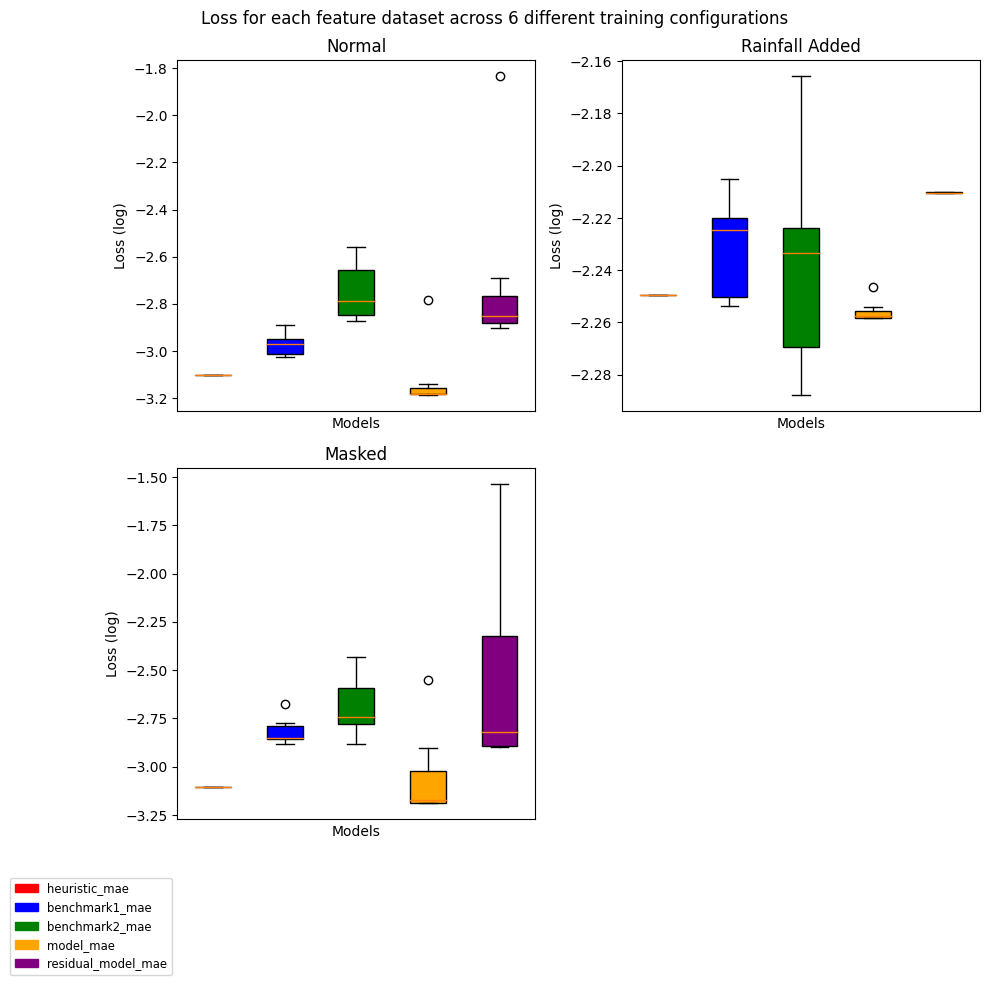 Loss for each feature dataset across 6 different training configurations
Normal
−1.8
−2.0
−2.2
−2.4
−2.6
−2.8
−3.0
−3.2
Loss (log)
Models
Rainfall Added
−2.16
−2.18
−2.20
−2.22
−2.24
−2.26
−2.28
Loss (log)
Models
Masked
−1.50
−1.75
−2.00
−2.25
−2.50
−2.75
−3.00
−3.25
Loss (log)
Models
heuristic_mae
benchmark1_mae
benchmark2_mae
model_mae
residual_model_mae